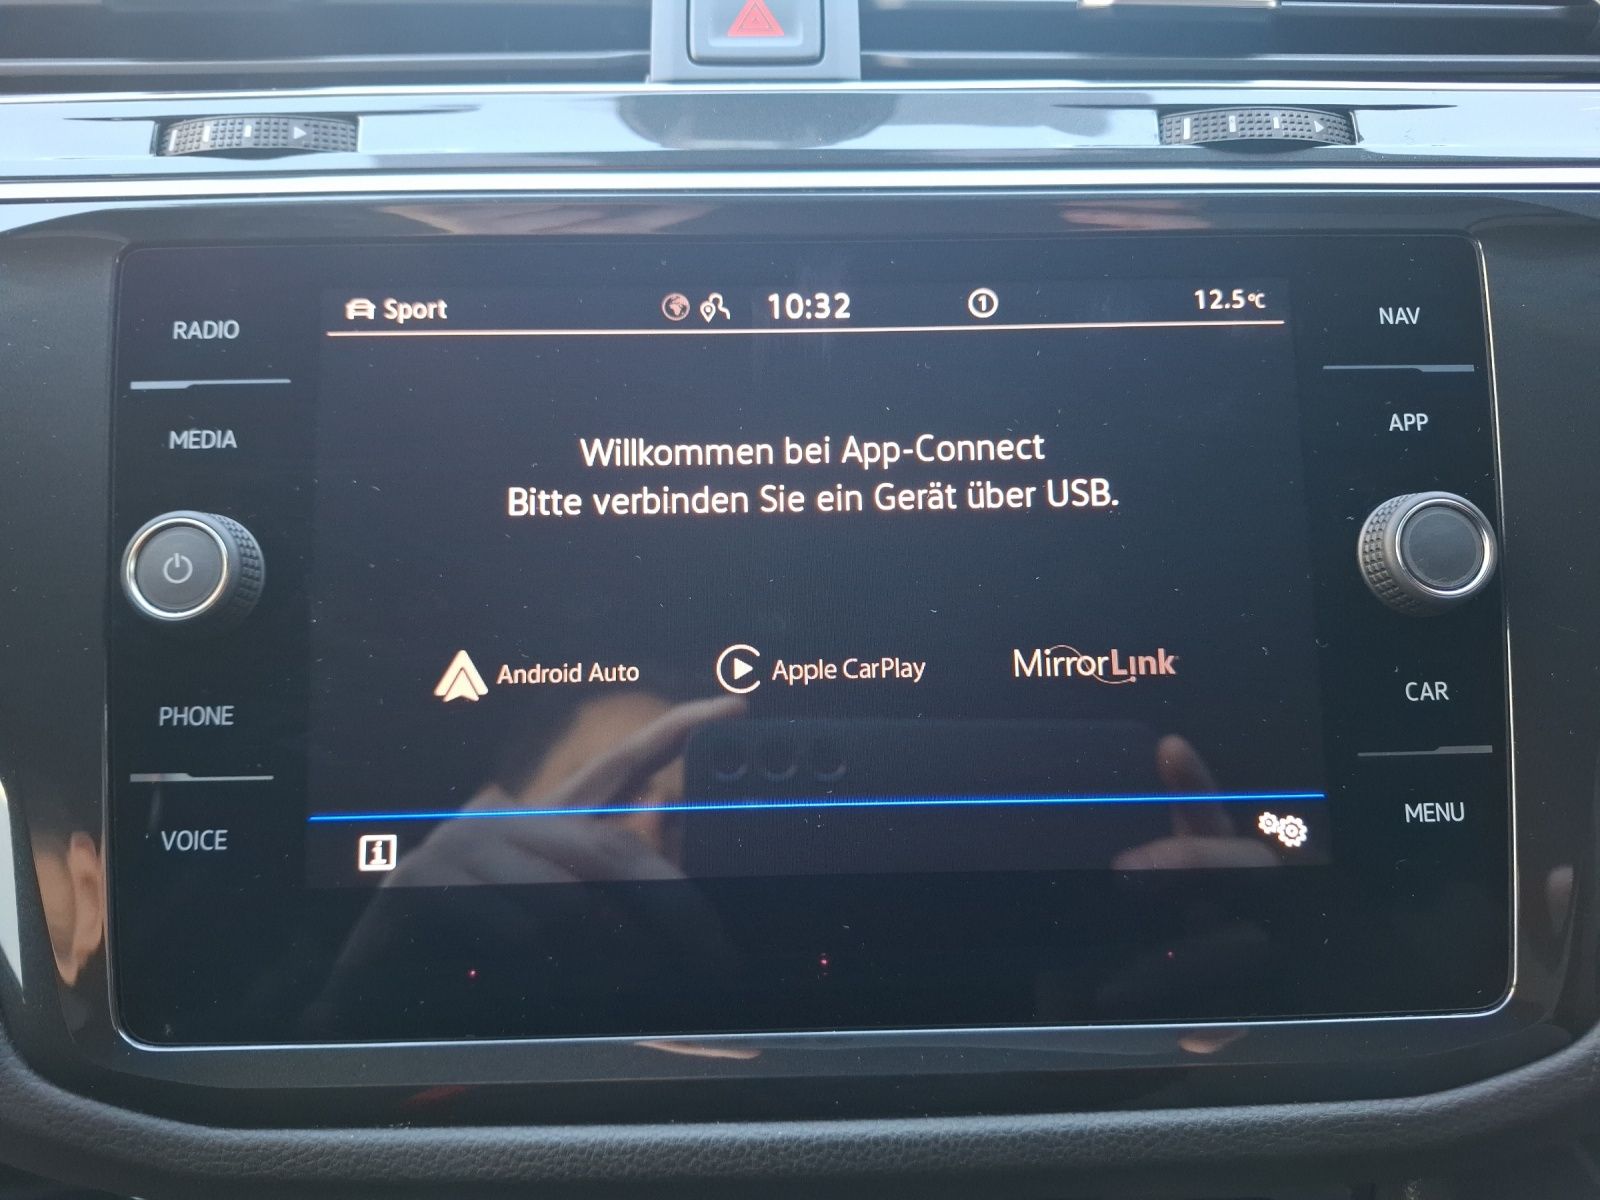 Sport 10:32 1 12.5°C
RADIO
NAV
MEDIA
APP
Willkommen bei App-Connect
Bitte verbinden Sie ein Gerät über USB.
Android Auto
Apple CarPlay
MirrorLink
PHONE
CAR
VOICE
MENU
i